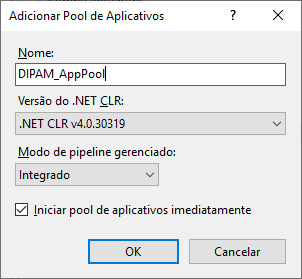 Adicionar Pool de Aplicativos
Nome:
DIPAM_AppPool
Versão do .NET CLR:
.NET CLR v4.0.30319
Modo de pipeline gerenciado:
Integrado
Iniciar pool de aplicativos imediatamente
OK Cancelar